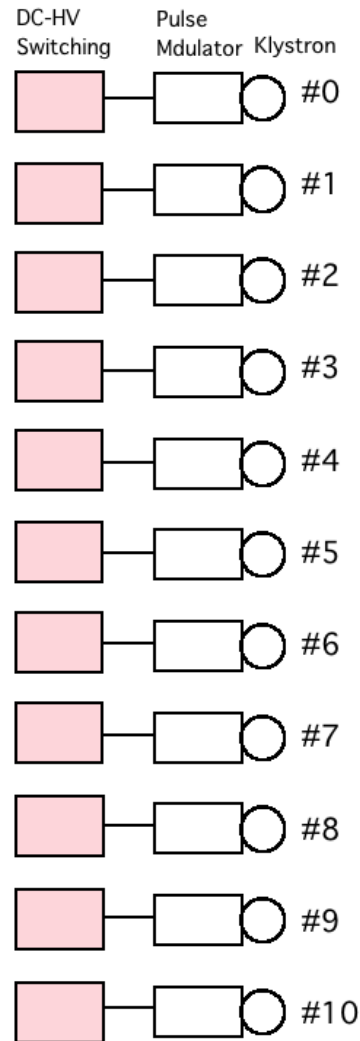 DC-HV
Switching
Pulse
Mdulator
Klystron
#0
#1
#2
#3
#4
#5
#6
#7
#8
#9
#10